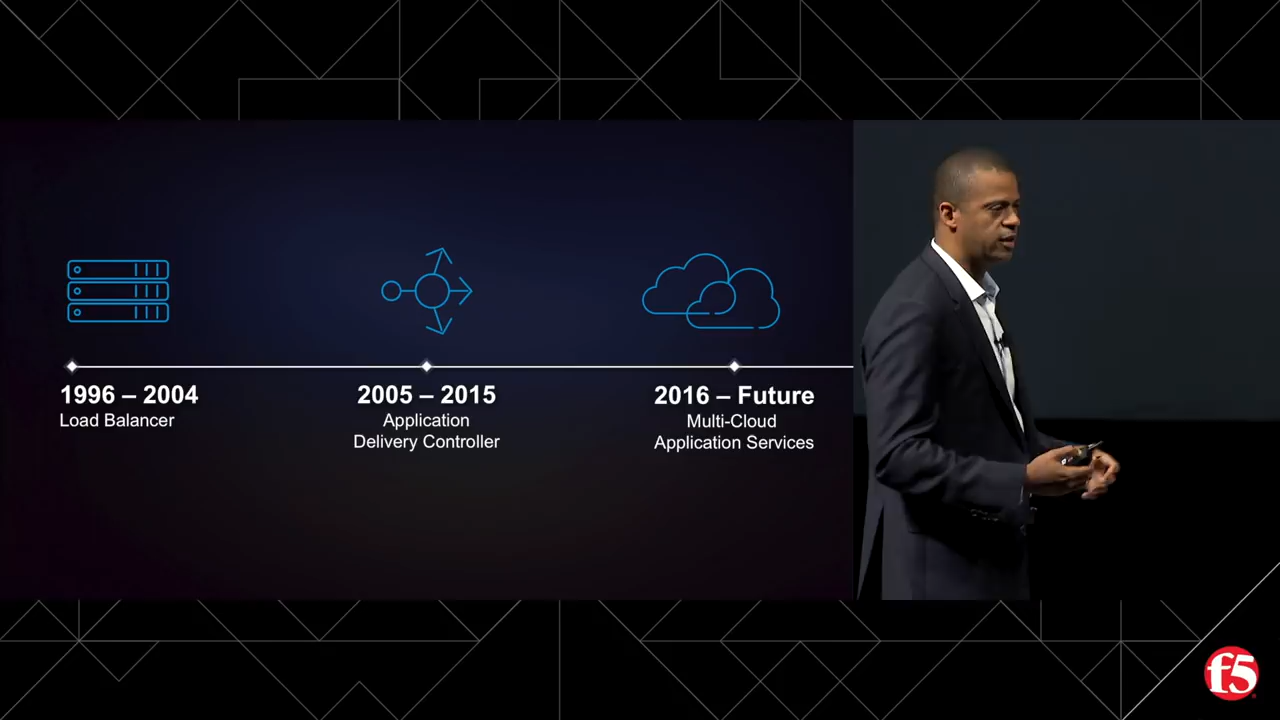 1996 – 2004
Load Balancer
2005 – 2015
Application
Delivery Controller
2016 – Future
Multi-Cloud
Application Services
f5